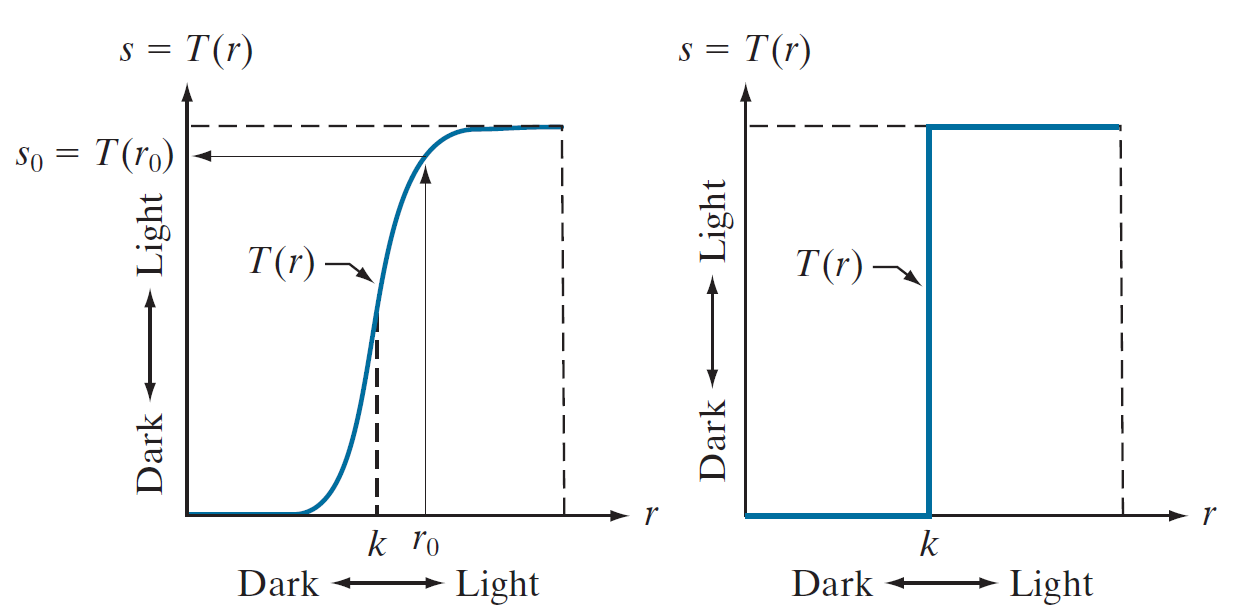 s = T(r)
s₀ = T(r₀)
Light
Dark
T(r)
r
k
r₀
Dark
Light
s = T(r)
Light
Dark
T(r)
r
k
Dark
Light